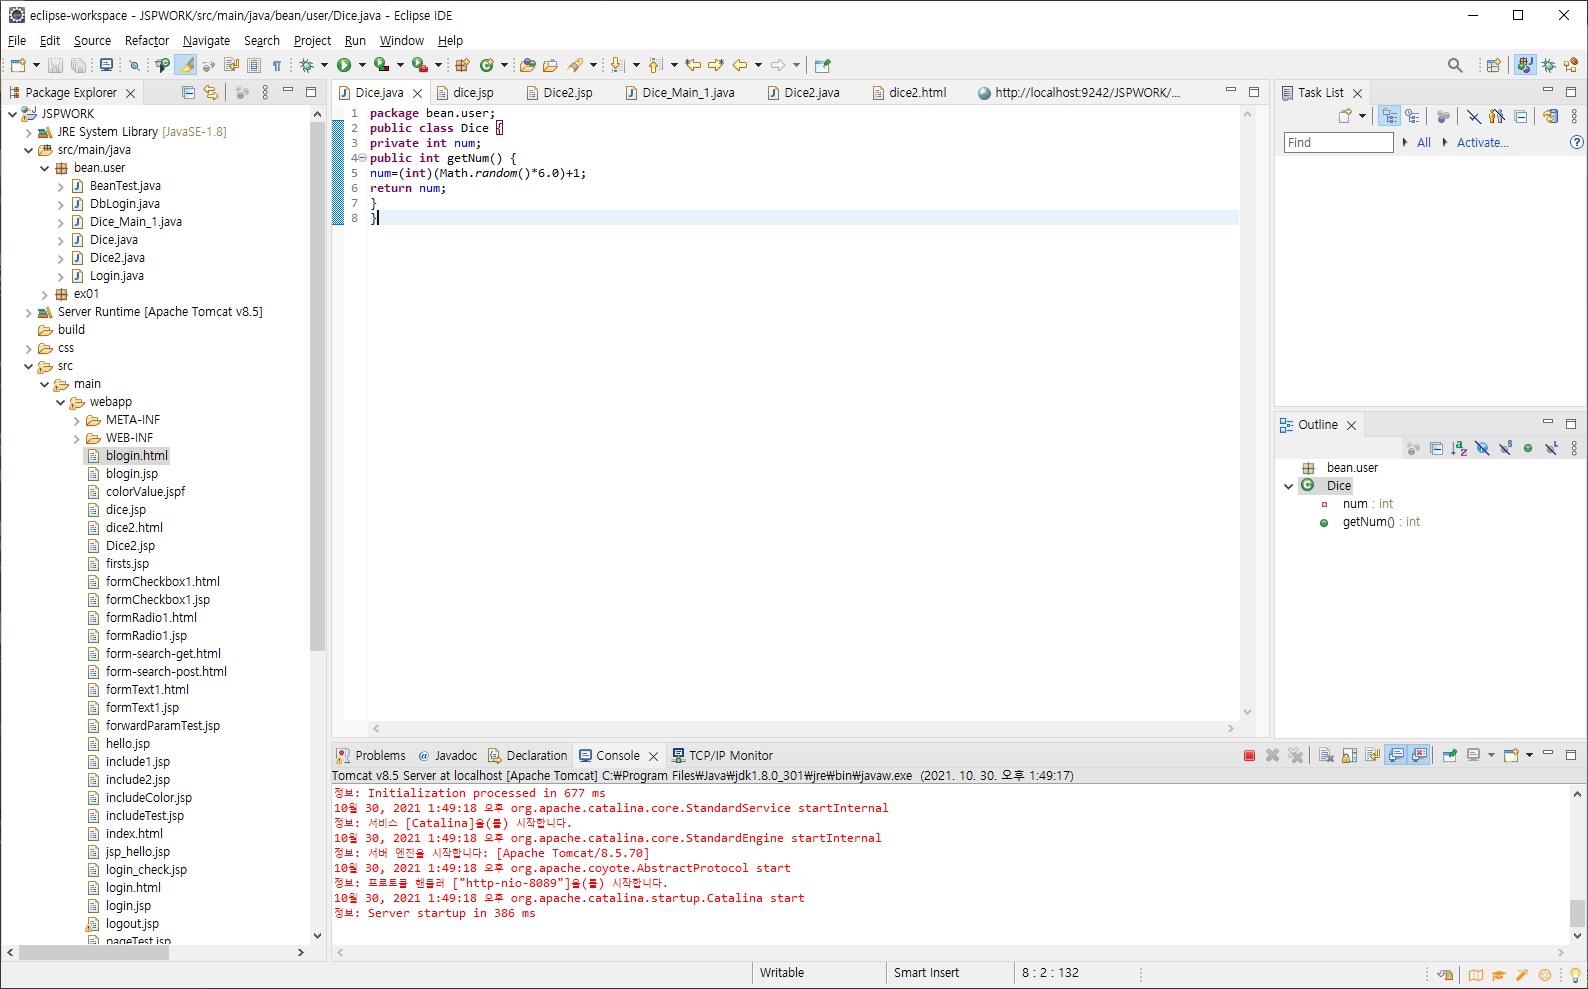 eclipse-workspace - JSPWORK/src/main/java/bean/user/Dice.java - Eclipse IDE
File Edit Source Refactor Navigate Search Project Run Window Help
Package Explorer
JSPWORK
JRE System Library [JavaSE-1.8]
src/main/java
bean.user
BeanTest.java
DbLogin.java
Dice_Main_1.java
Dice.java
Dice2.java
Login.java
ex01
Server Runtime [Apache Tomcat v8.5]
build
css
src
main
webapp
META-INF
WEB-INF
blogin.html
blogin.jsp
colorValue.jspf
dice.jsp
dice2.html
Dice2.jsp
firsts.jsp
formCheckbox1.html
formCheckbox1.jsp
formRadio1.html
formRadio1.jsp
form-search-get.html
form-search-post.html
formText1.html
formText1.jsp
forwardParamTest.jsp
hello.jsp
include1.jsp
include2.jsp
includeColor.jsp
includeTest.jsp
index.html
jsp_hello.jsp
login_check.jsp
login.html
login.jsp
logout.jsp
pageTest.jsp
Dice.java dice.jsp Dice2.jsp Dice_Main_1.java Dice2.java dice2.html http://localhost:9242/JSPWORK/...
1 package bean.user;
2 public class Dice {
3 private int num;
4 public int getNum() {
5 num=(int)(Math.random()*6.0)+1;
6 return num;
7 }
8 }
Task List
Find All Activate...
Outline
bean.user
Dice
num : int
getNum() : int
Problems @ Javadoc Declaration Console TCP/IP Monitor
Tomcat v8.5 Server at localhost [Apache Tomcat] C:₩Program Files₩Java₩jdk1.8.0_301₩jre₩bin₩javaw.exe (2021. 10. 30. 오후 1:49:17)
정보: Initialization processed in 677 ms
10월 30, 2021 1:49:18 오후 org.apache.catalina.core.StandardService startInternal
정보: 서비스 [Catalina]을(를) 시작합니다.
10월 30, 2021 1:49:18 오후 org.apache.catalina.core.StandardEngine startInternal
정보: 서버 엔진을 시작합니다: [Apache Tomcat/8.5.70]
10월 30, 2021 1:49:18 오후 org.apache.coyote.AbstractProtocol start
정보: 프로토콜 핸들러 ["http-nio-8089"]을(를) 시작합니다.
10월 30, 2021 1:49:18 오후 org.apache.catalina.startup.Catalina start
정보: Server startup in 386 ms
Writable Smart Insert 8 : 2 : 132